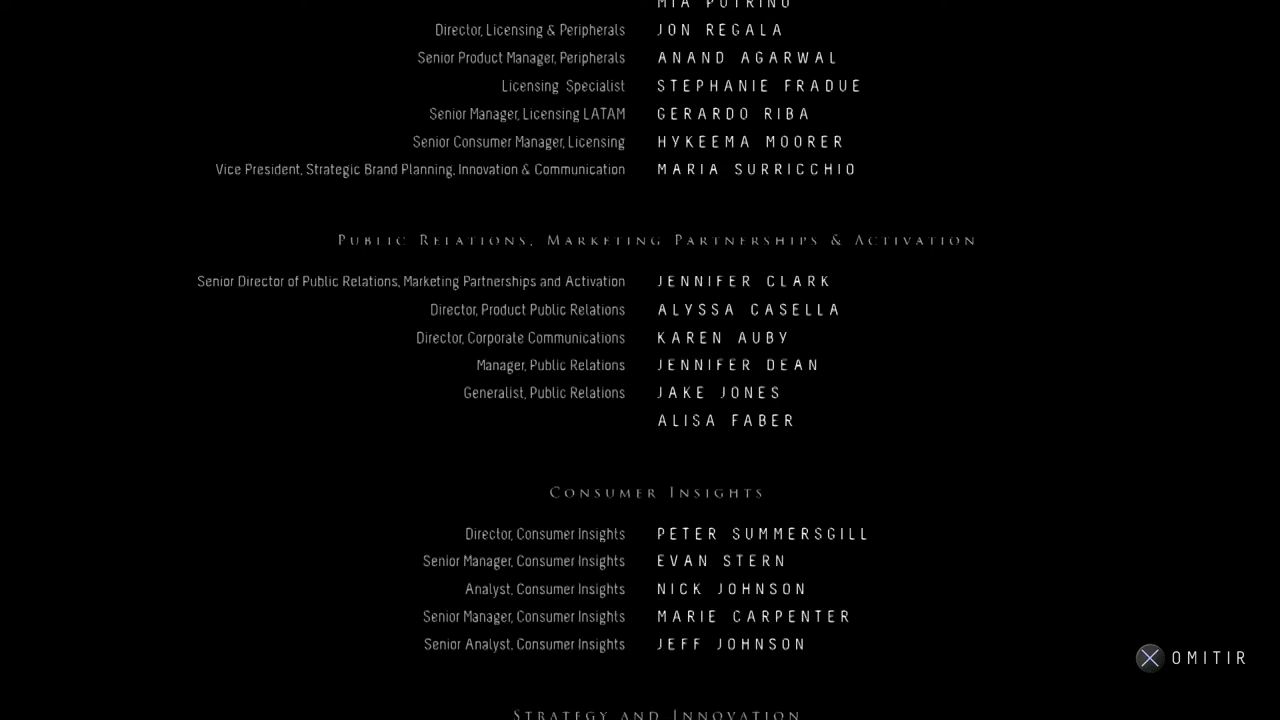 MIA POTRINO
Director, Licensing & Peripherals JON REGALA
Senior Product Manager, Peripherals ANAND AGARWAL
Licensing Specialist STEPHANIE FRADUE
Senior Manager, Licensing LATAM GERARDO RIBA
Senior Consumer Manager, Licensing HYKEEMA MOORER
Vice President, Strategic Brand Planning, Innovation & Communication MARIA SURRICCHIO
PUBLIC RELATIONS, MARKETING PARTNERSHIPS & ACTIVATION
Senior Director of Public Relations, Marketing Partnerships and Activation JENNIFER CLARK
Director, Product Public Relations ALYSSA CASELLA
Director, Corporate Communications KAREN AUBY
Manager, Public Relations JENNIFER DEAN
Generalist, Public Relations JAKE JONES
ALISA FABER
CONSUMER INSIGHTS
Director, Consumer Insights PETER SUMMERSGILL
Senior Manager, Consumer Insights EVAN STERN
Analyst, Consumer Insights NICK JOHNSON
Senior Manager, Consumer Insights MARIE CARPENTER
Senior Analyst, Consumer Insights JEFF JOHNSON
OMITIR
STRATEGY AND INNOVATION